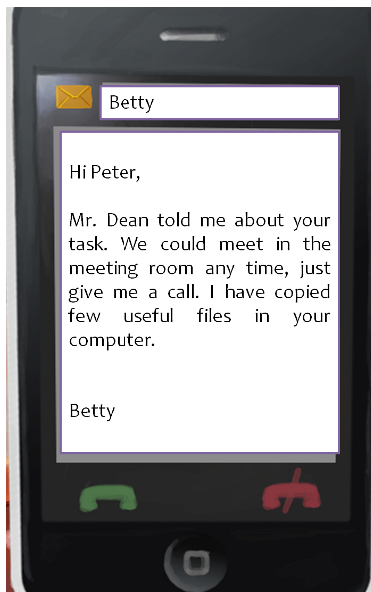 Betty
Hi Peter,
Mr. Dean told me about your
task. We could meet in the
meeting room any time, just
give me a call. I have copied
few useful files in your
computer.
Betty